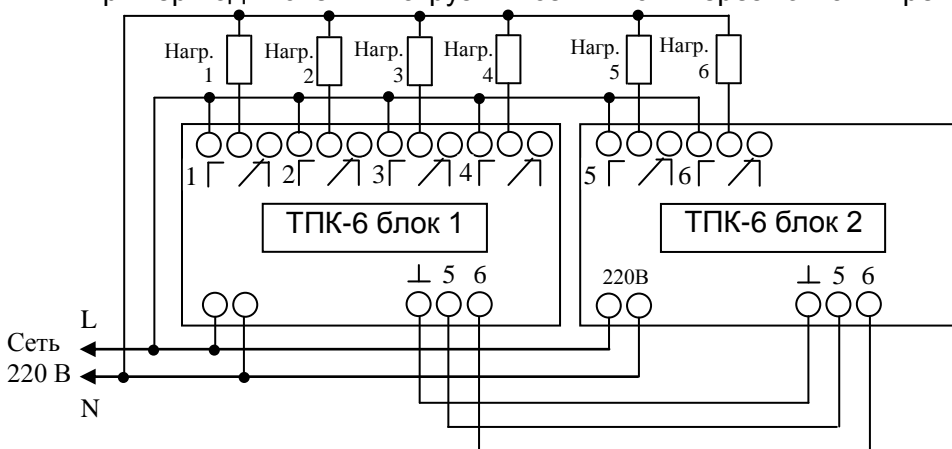 Нагр. 1
Нагр. 2
Нагр. 3
Нагр. 4
Нагр. 5
Нагр. 6
1 2 3 4 5 6
ТПК-6 блок 1
ТПК-6 блок 2
5 6
220В
5 6
L
Сеть
220 В
N